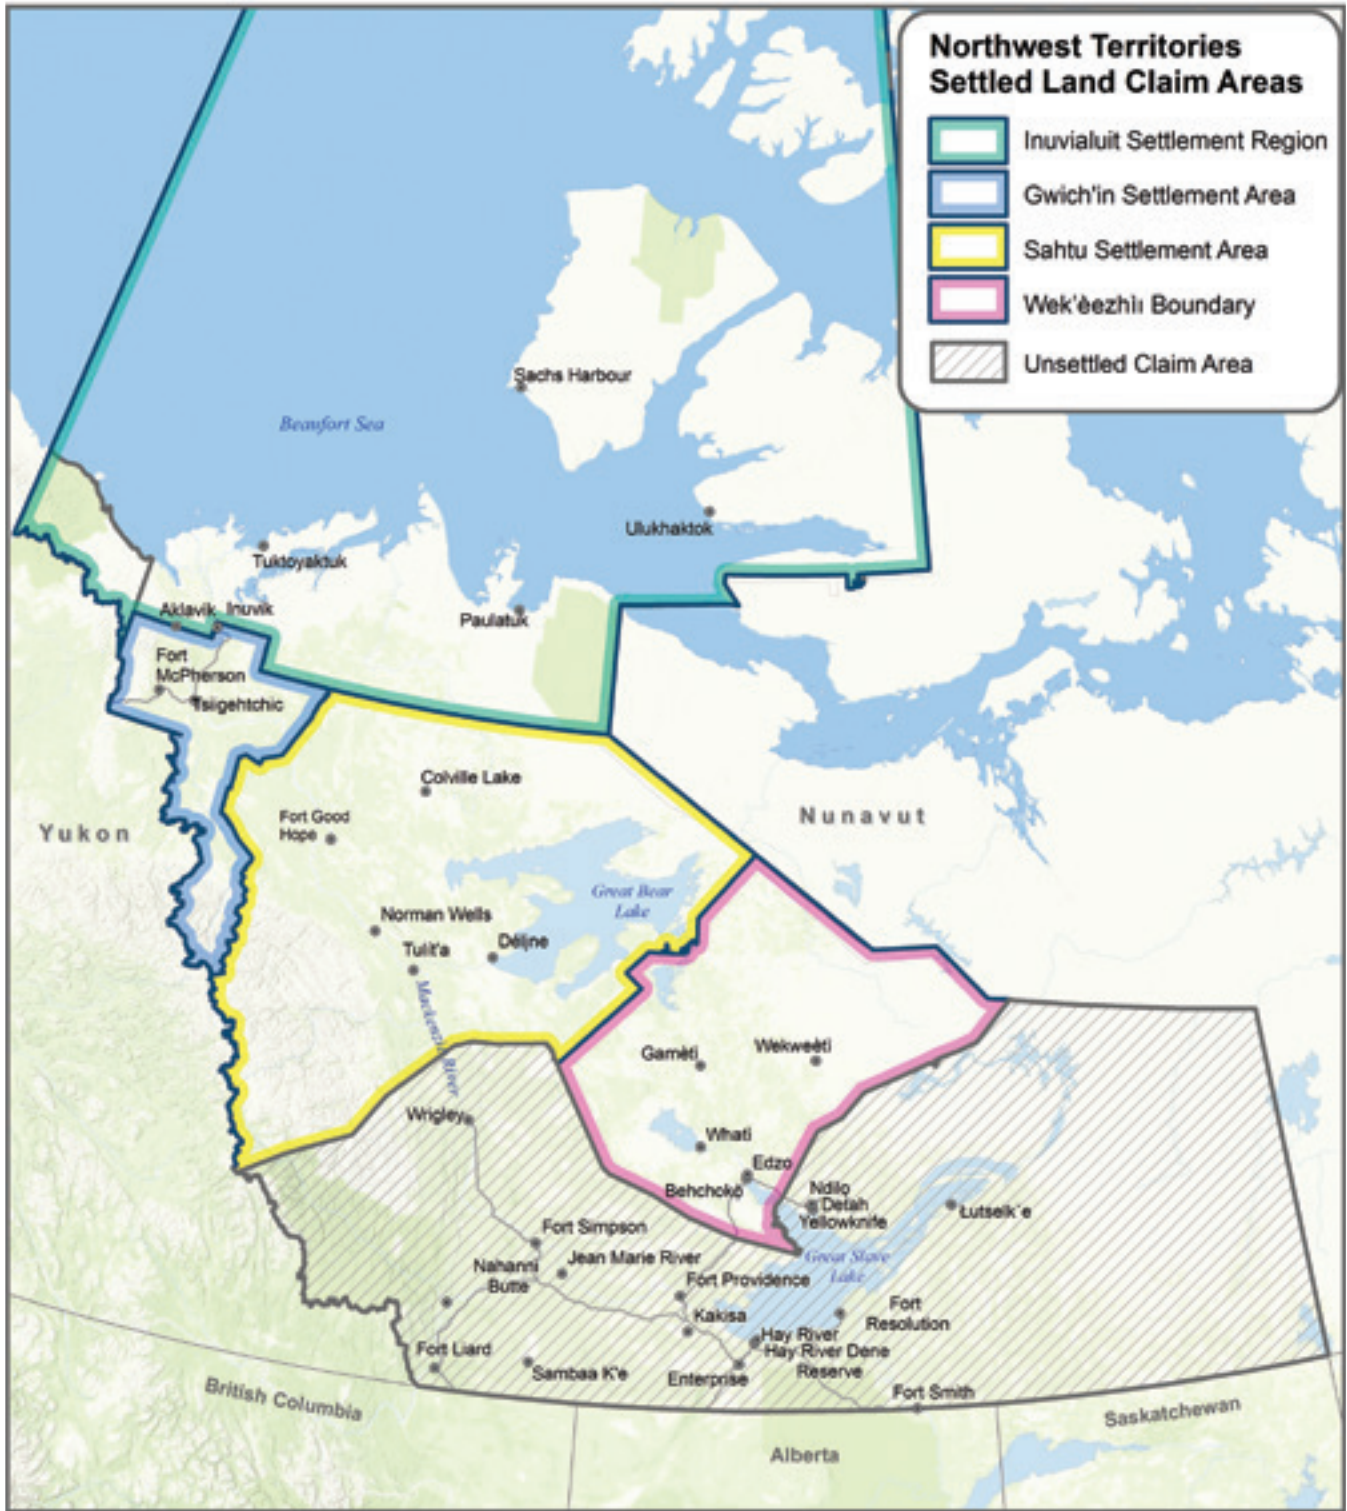 Northwest Territories
Settled Land Claim Areas
Inuvialuit Settlement Region
Gwich'in Settlement Area
Sahtu Settlement Area
Wek'èezhìı Boundary
Unsettled Claim Area
Sachs Harbour
Beaufort Sea
Ulukhaktok
Tuktoyaktuk
Aklavik
Inuvik
Paulatuk
Fort
McPherson
Tsiigehtchic
Colville Lake
Fort Good
Hope
Nunavut
Yukon
Great Bear
Lake
Norman Wells
Tulít'a
Délįne
Mackenzie River
Gamètì
Wekweètì
Wrigley
Whatì
Edzo
Behchokǫ̀
Ndilo
Detah
Yellowknife
Łutselk'e
Fort Simpson
Jean Marie River
Nahanni
Butte
Great Slave
Lake
Fort Providence
Fort
Resolution
Kakisa
Hay River
Hay River Dene
Reserve
Fort Liard
Sambaa K'e
Enterprise
Fort Smith
British Columbia
Alberta
Saskatchewan